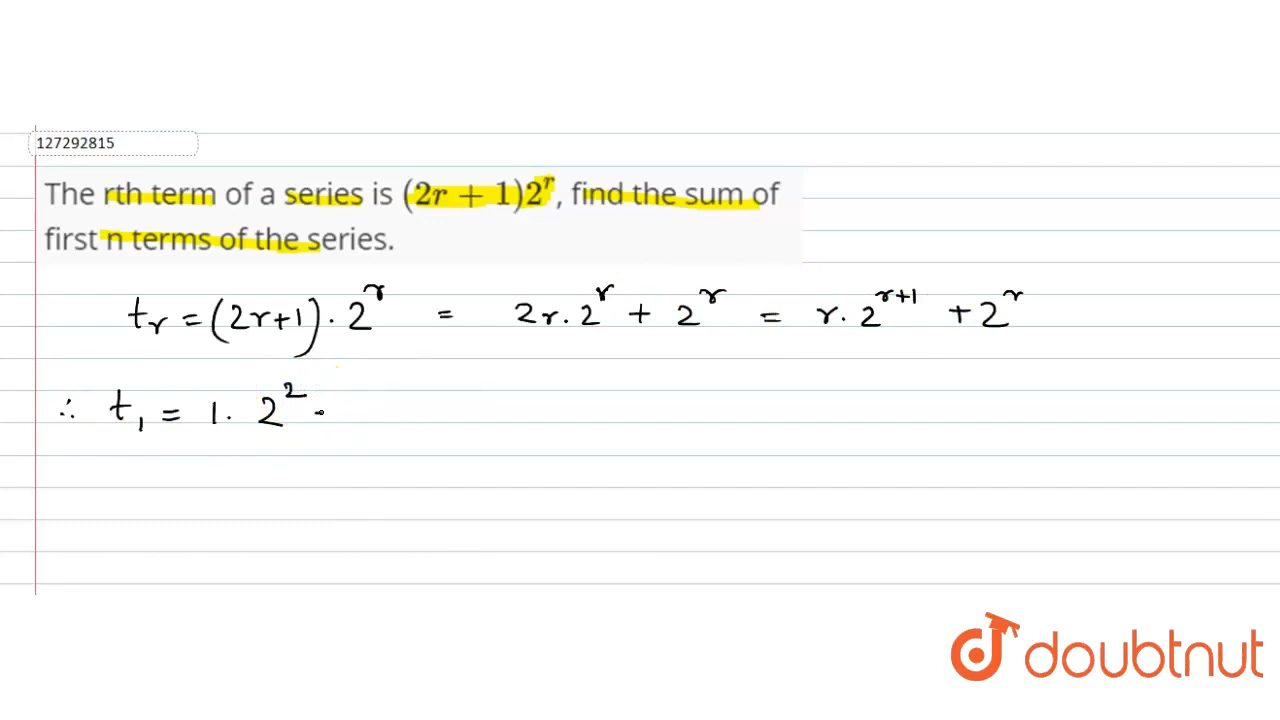 127292815
The rth term of a series is (2r + 1)2^r, find the sum of
first n terms of the series.
t_r = (2r+1) · 2^r = 2r · 2^r + 2^r = r · 2^{r+1} + 2^r
∴ t_1 = 1 · 2^2 ·
doubtnut